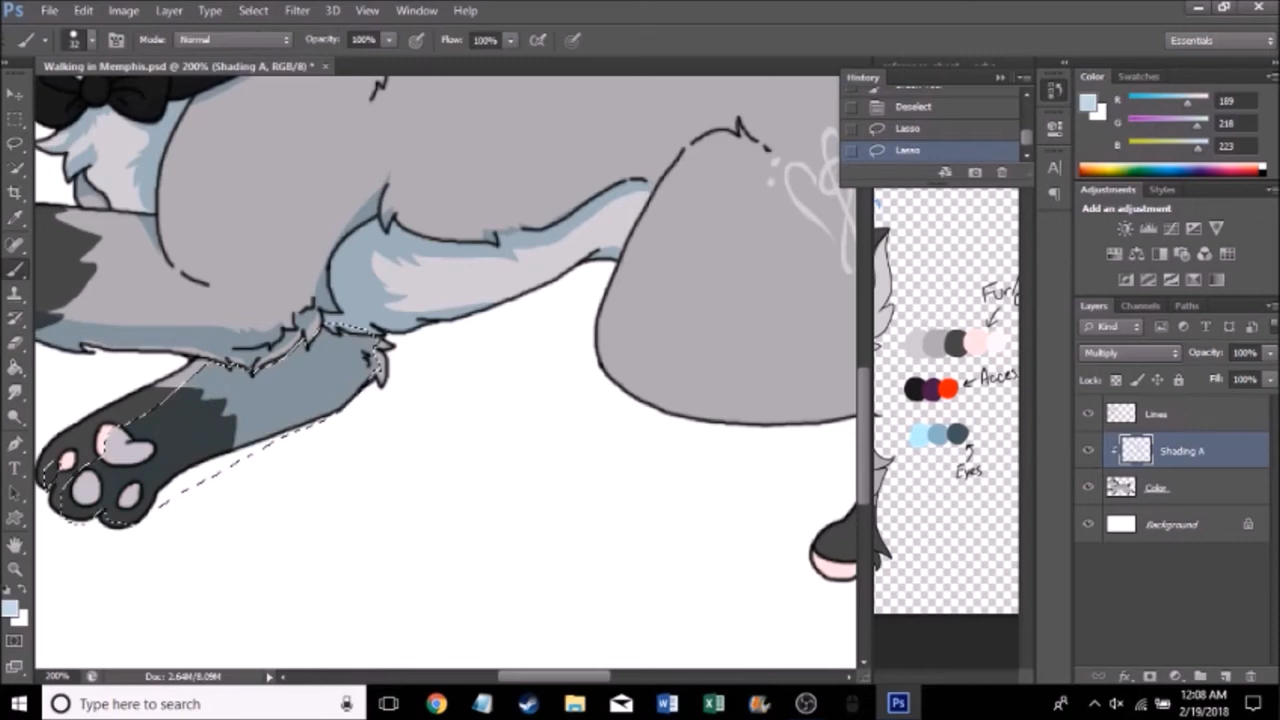 Ps File Edit Image Layer Type Select Filter 3D View Window Help
32 Mode: Normal Opacity: 100% Flow: 100% Essentials
Walking in Memphis.psd @ 200% (Shading A, RGB/8) *
History
Deselect
Lasso
Lasso
Color Swatches
R 189
G 218
B 223
Adjustments Styles
Add an adjustment
Layers Channels Paths
Kind
Multiply Opacity: 100%
Lock: Fill: 100%
Lines
Shading A
Color
Background
Fur
Acces
Eyes
200% Doc: 2.64M/8.09M
Type here to search
Ps
12:08 AM
2/19/2018